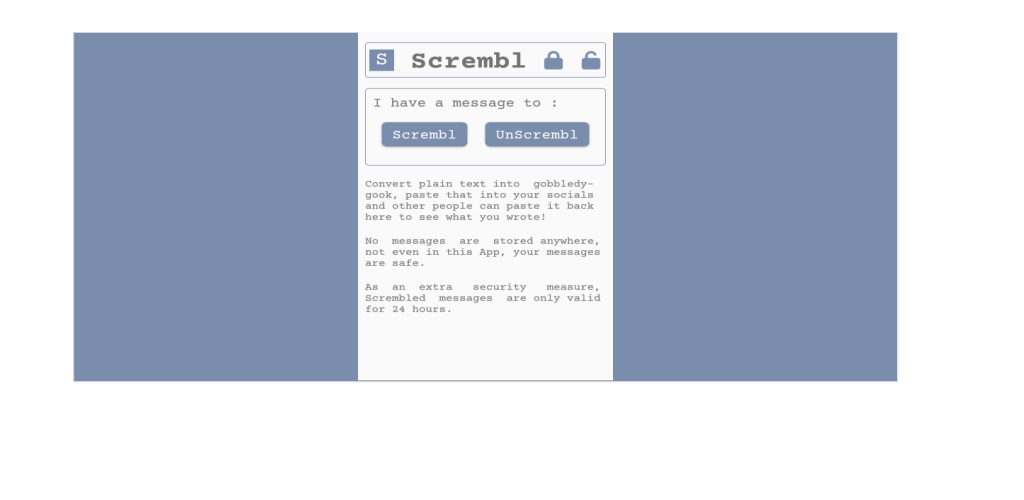 S Scrembl
I have a message to :
Scrembl UnScrembl
Convert plain text into gobbledy-
gook, paste that into your socials
and other people can paste it back
here to see what you wrote!
No messages are stored anywhere,
not even in this App, your messages
are safe.
As an extra security measure,
Scrembled messages are only valid
for 24 hours.